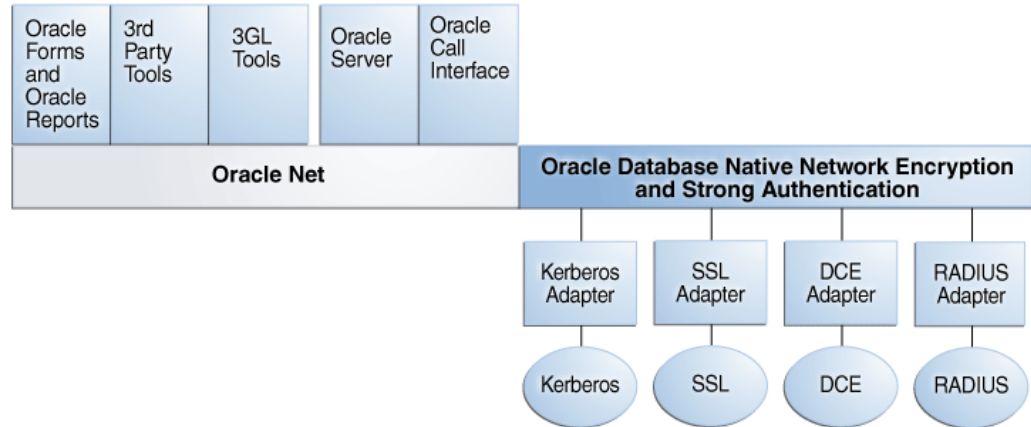 Oracle
Forms
and
Oracle
Reports
3rd
Party
Tools
3GL
Tools
Oracle
Server
Oracle
Call
Interface
Oracle Net
Oracle Database Native Network Encryption
and Strong Authentication
Kerberos
Adapter
SSL
Adapter
DCE
Adapter
RADIUS
Adapter
Kerberos
SSL
DCE
RADIUS